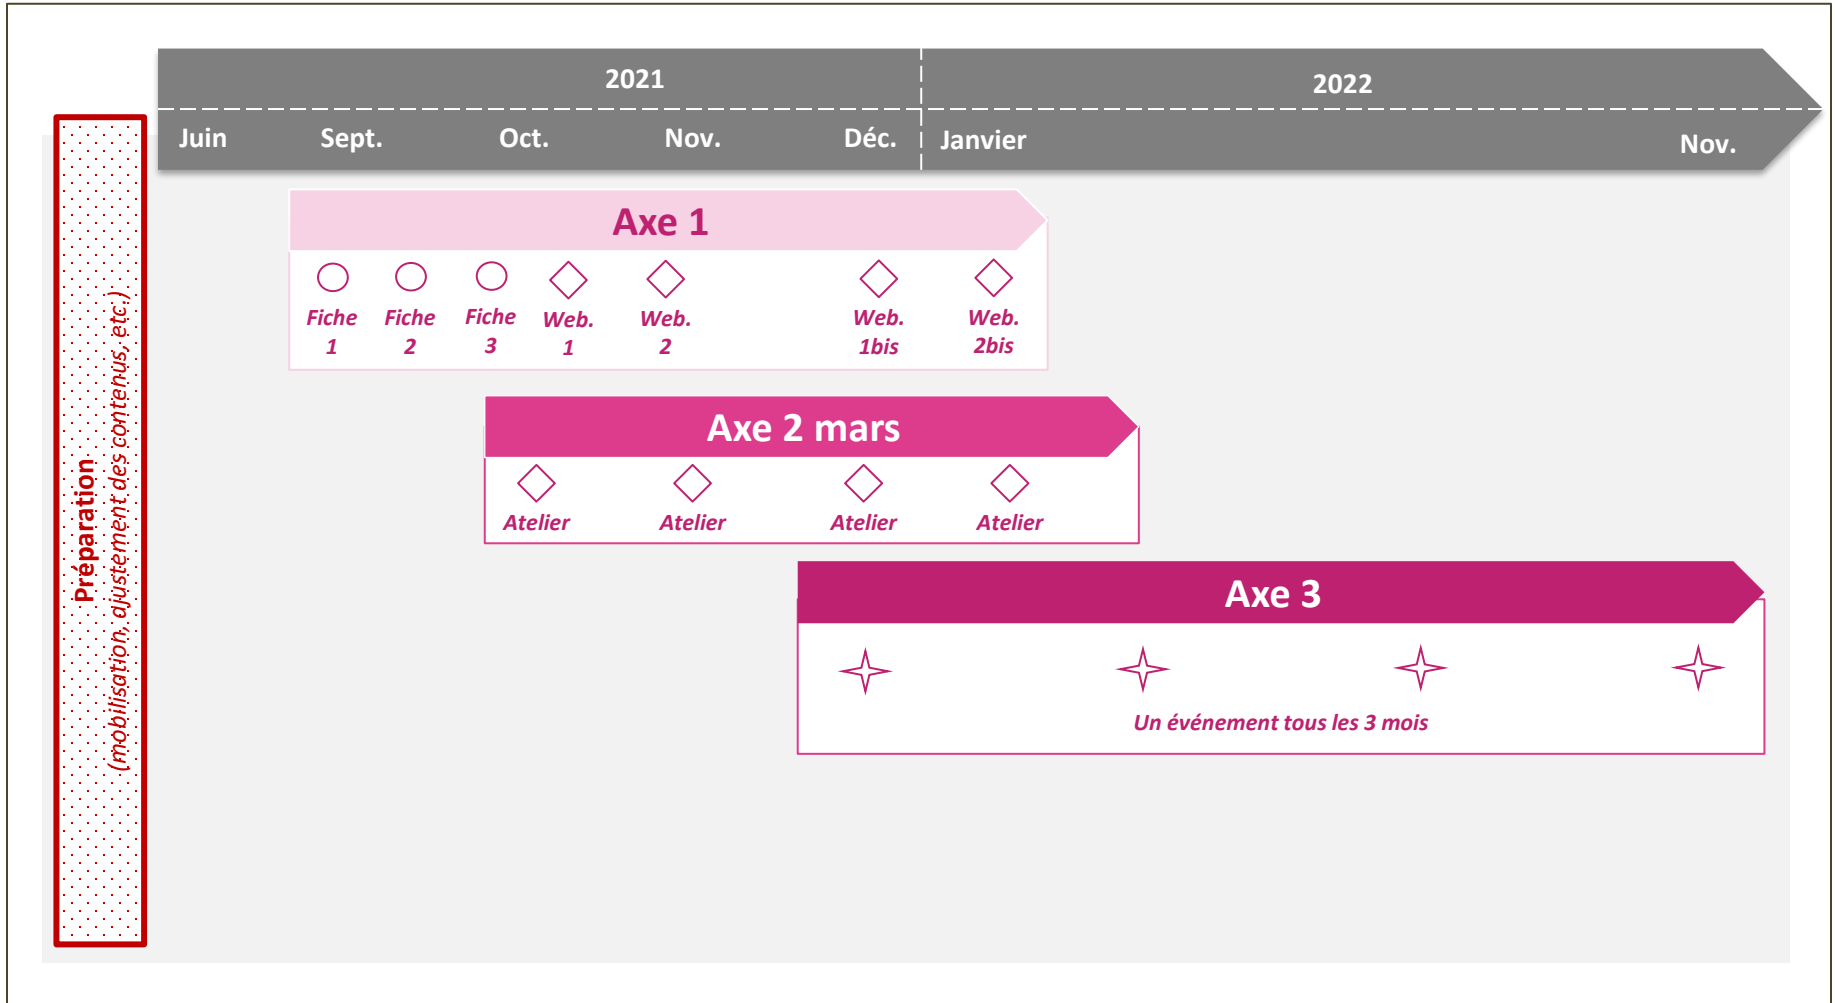 2021
2022
Juin Sept. Oct. Nov. Déc. Janvier Nov.
Préparation
(mobilisation, djustement des contenus, etc.)
Axe 1
Fiche Fiche Fiche Web. Web. Web. Web.
1 2 3 1 2 1bis 2bis
Axe 2 mars
Atelier Atelier Atelier Atelier
Axe 3
Un événement tous les 3 mois